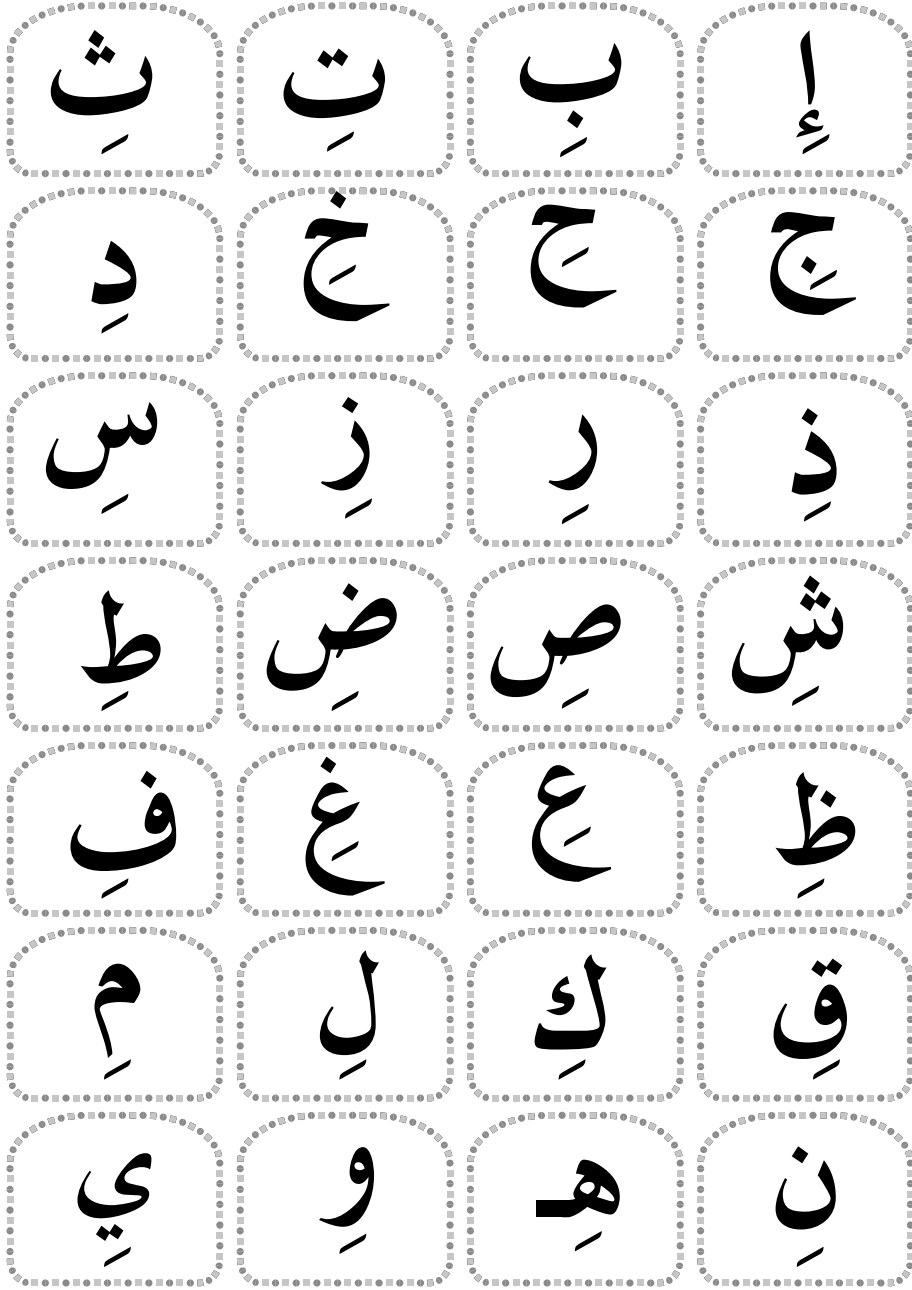 إِ بِ تِ ثِ
جِ حِ خِ دِ
ذِ رِ زِ سِ
شِ صِ ضِ طِ
ظِ عِ غِ فِ
قِ كِ لِ مِ
نِ هِـ وِ يِ